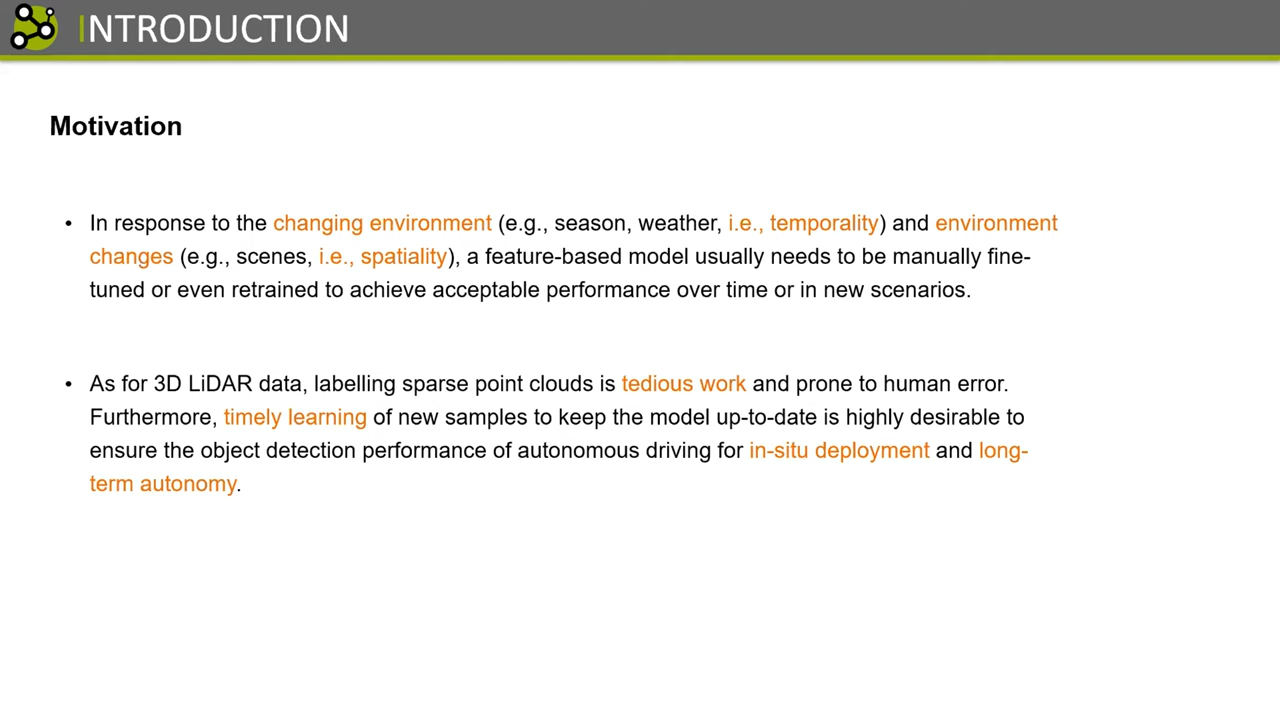 INTRODUCTION
Motivation
• In response to the changing environment (e.g., season, weather, i.e., temporality) and environment
changes (e.g., scenes, i.e., spatiality), a feature-based model usually needs to be manually fine-
tuned or even retrained to achieve acceptable performance over time or in new scenarios.
• As for 3D LiDAR data, labelling sparse point clouds is tedious work and prone to human error.
Furthermore, timely learning of new samples to keep the model up-to-date is highly desirable to
ensure the object detection performance of autonomous driving for in-situ deployment and long-
term autonomy.